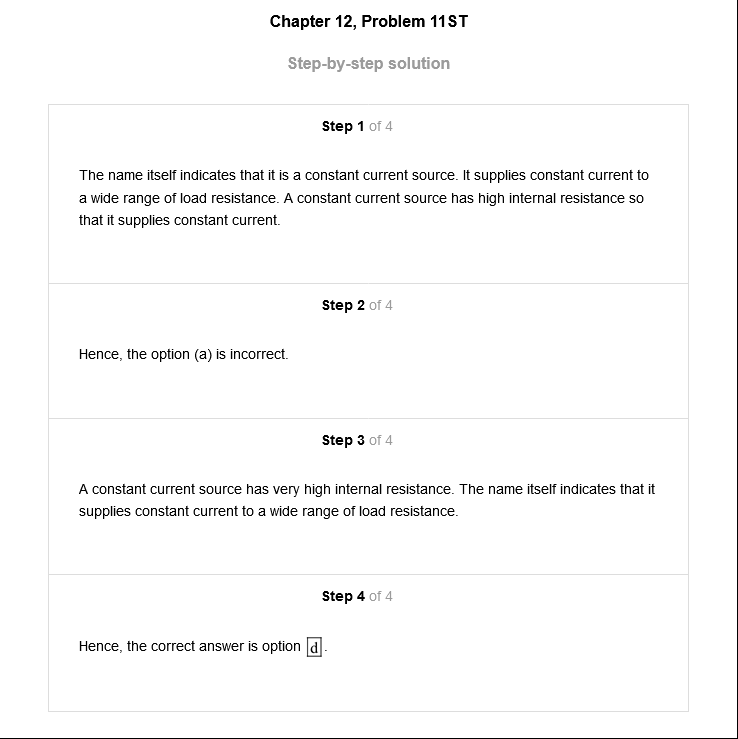 Chapter 12, Problem 11ST
Step-by-step solution
Step 1 of 4
The name itself indicates that it is a constant current source. It supplies constant current to
a wide range of load resistance. A constant current source has high internal resistance so
that it supplies constant current.
Step 2 of 4
Hence, the option (a) is incorrect.
Step 3 of 4
A constant current source has very high internal resistance. The name itself indicates that it
supplies constant current to a wide range of load resistance.
Step 4 of 4
Hence, the correct answer is option d.